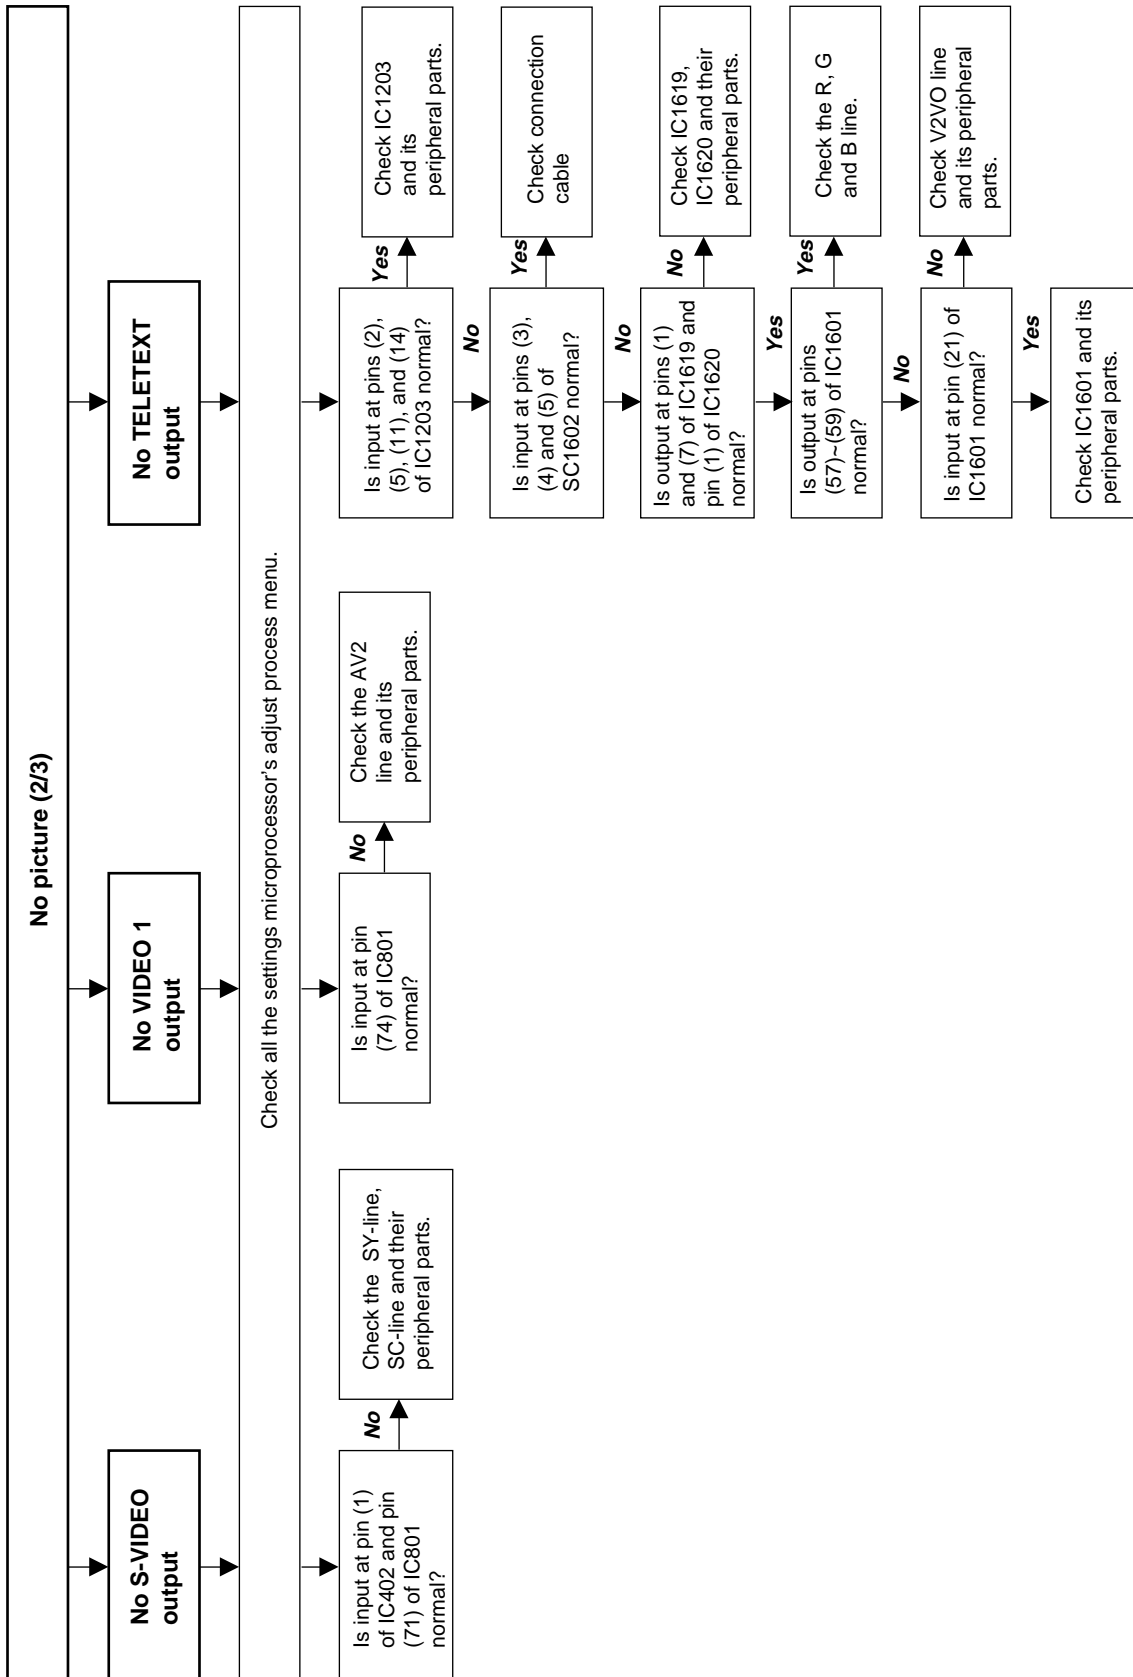 No picture (2/3)
No S-VIDEO
output
No VIDEO 1
output
No TELETEXT
output
Check all the settings microprocessor's adjust process menu.
Is input at pin (1)
of IC402 and pin
(71) of IC801
normal?
No
Check the  SY-line,
SC-line and their
peripheral parts.
Is input at pin
(74) of IC801
normal?
No
Check the AV2
line and its
peripheral parts.
Is input at pins (2),
(5), (11), and (14)
of IC1203 normal?
Yes
Check IC1203
and its
peripheral parts.
No
Is input at pins (3),
(4) and (5) of
SC1602 normal?
Yes
Check connection
cable
No
Is output at pins (1)
and (7) of IC1619 and
pin (1) of IC1620
normal?
No
Check IC1619,
IC1620 and their
peripheral parts.
Yes
Is output at pins
(57)~(59) of IC1601
normal?
Yes
Check the R, G
and B line.
No
Is input at pin (21) of
IC1601 normal?
No
Check V2VO line
and its peripheral
parts.
Yes
Check IC1601 and its
peripheral parts.